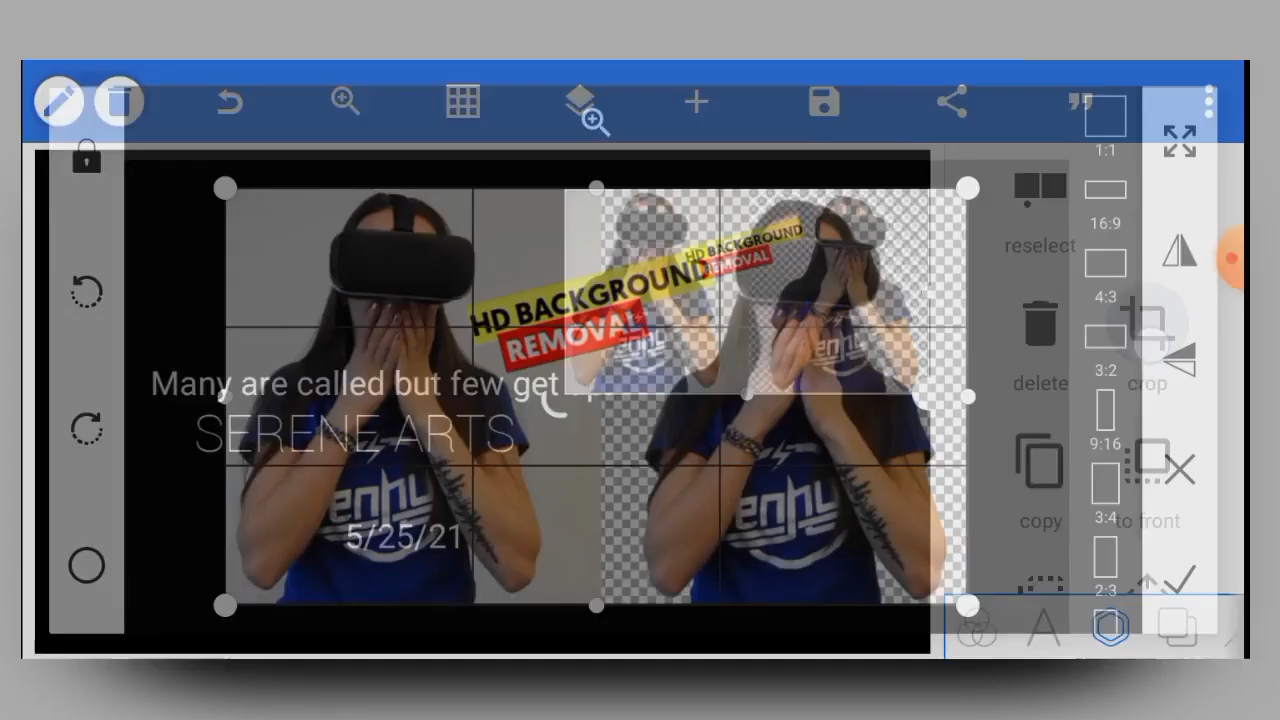 1:1
16:9
reselect
HD BACKGROUND
REMOVAL
HD BACKGROUND
REMOVAL
4:3
3:2
delete
crop
Many are called but few get
SERENE ARTS
9:16
enhu
enhu
3:4
copy
to front
5/25/21
2:3